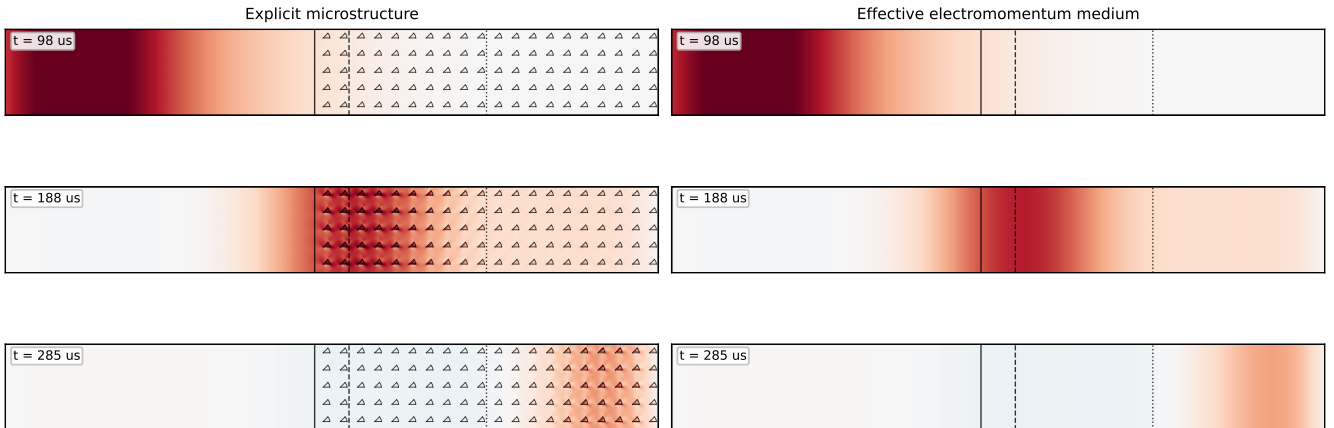 Explicit microstructure
Effective electromomentum medium
t = 98 us
t = 98 us
t = 188 us
t = 188 us
t = 285 us
t = 285 us